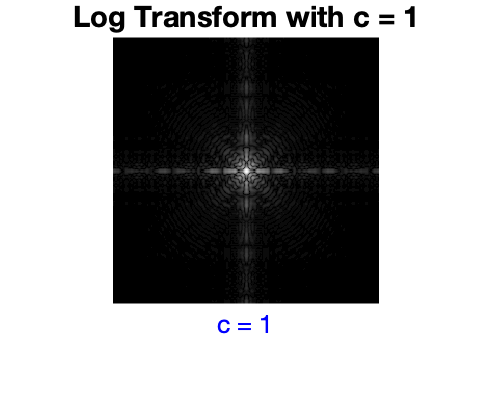 Log Transform with c = 1
c = 1